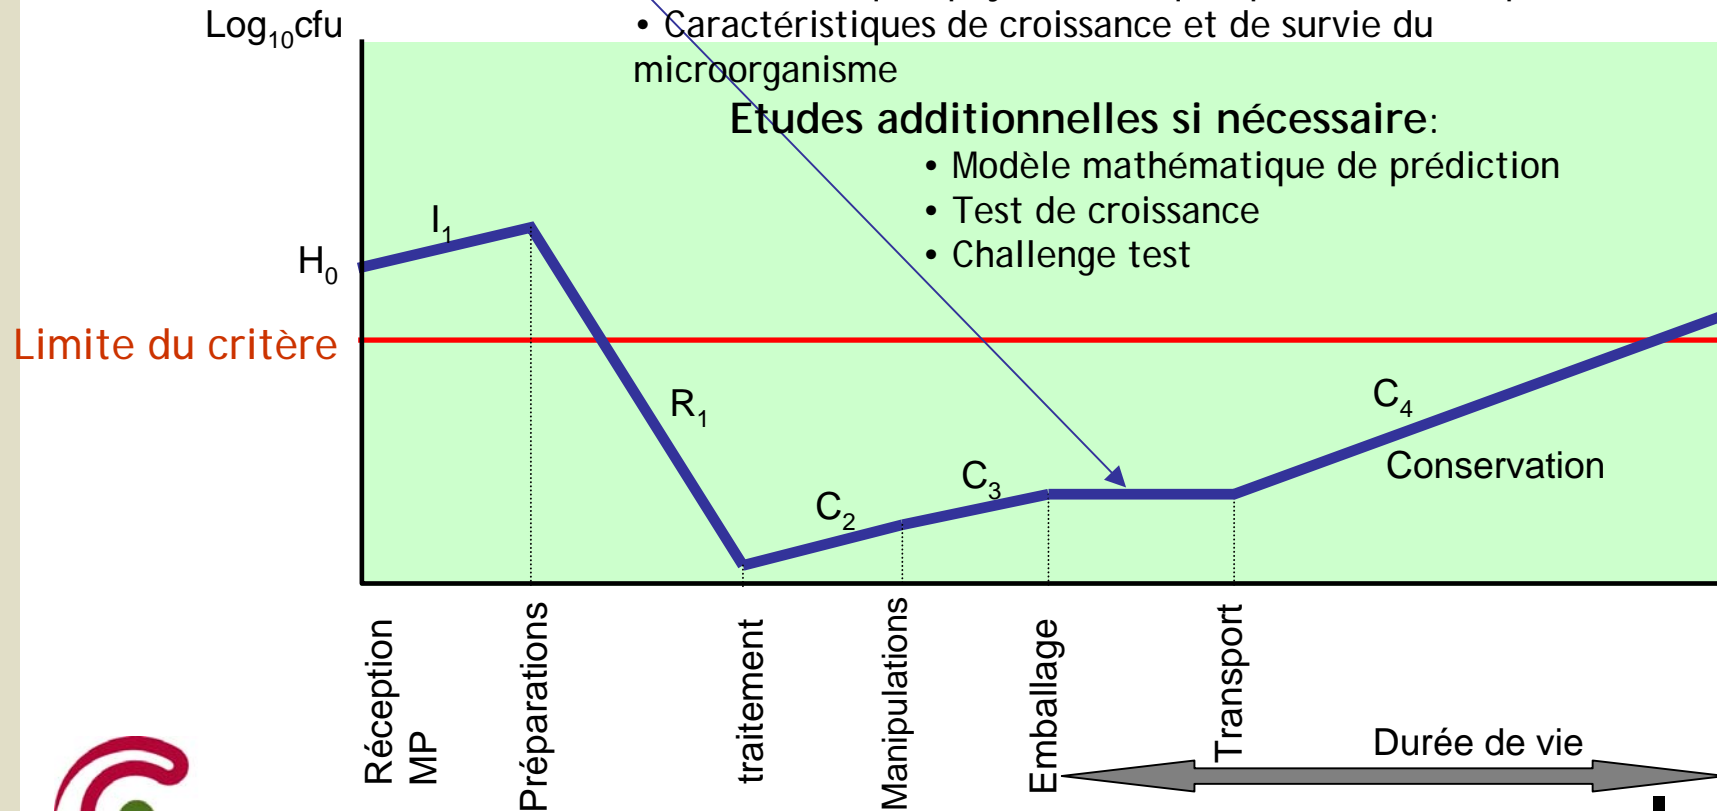 Log₁₀cfu
• Caractéristiques de croissance et de survie du
microorganisme
Etudes additionnelles si nécessaire:
• Modèle mathématique de prédiction
• Test de croissance
• Challenge test
I₁
H₀
Limite du critère
R₁
C₂
C₃
C₄
Conservation
Réception
MP
Préparations
traitement
Manipulations
Emballage
Transport
Durée de vie